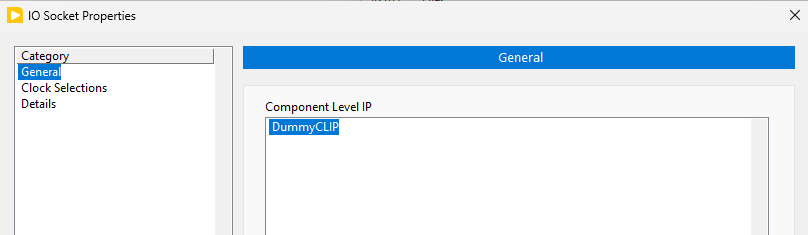 IO Socket Properties
Category
General
Clock Selections
Details
General
Component Level IP
DummyCLIP